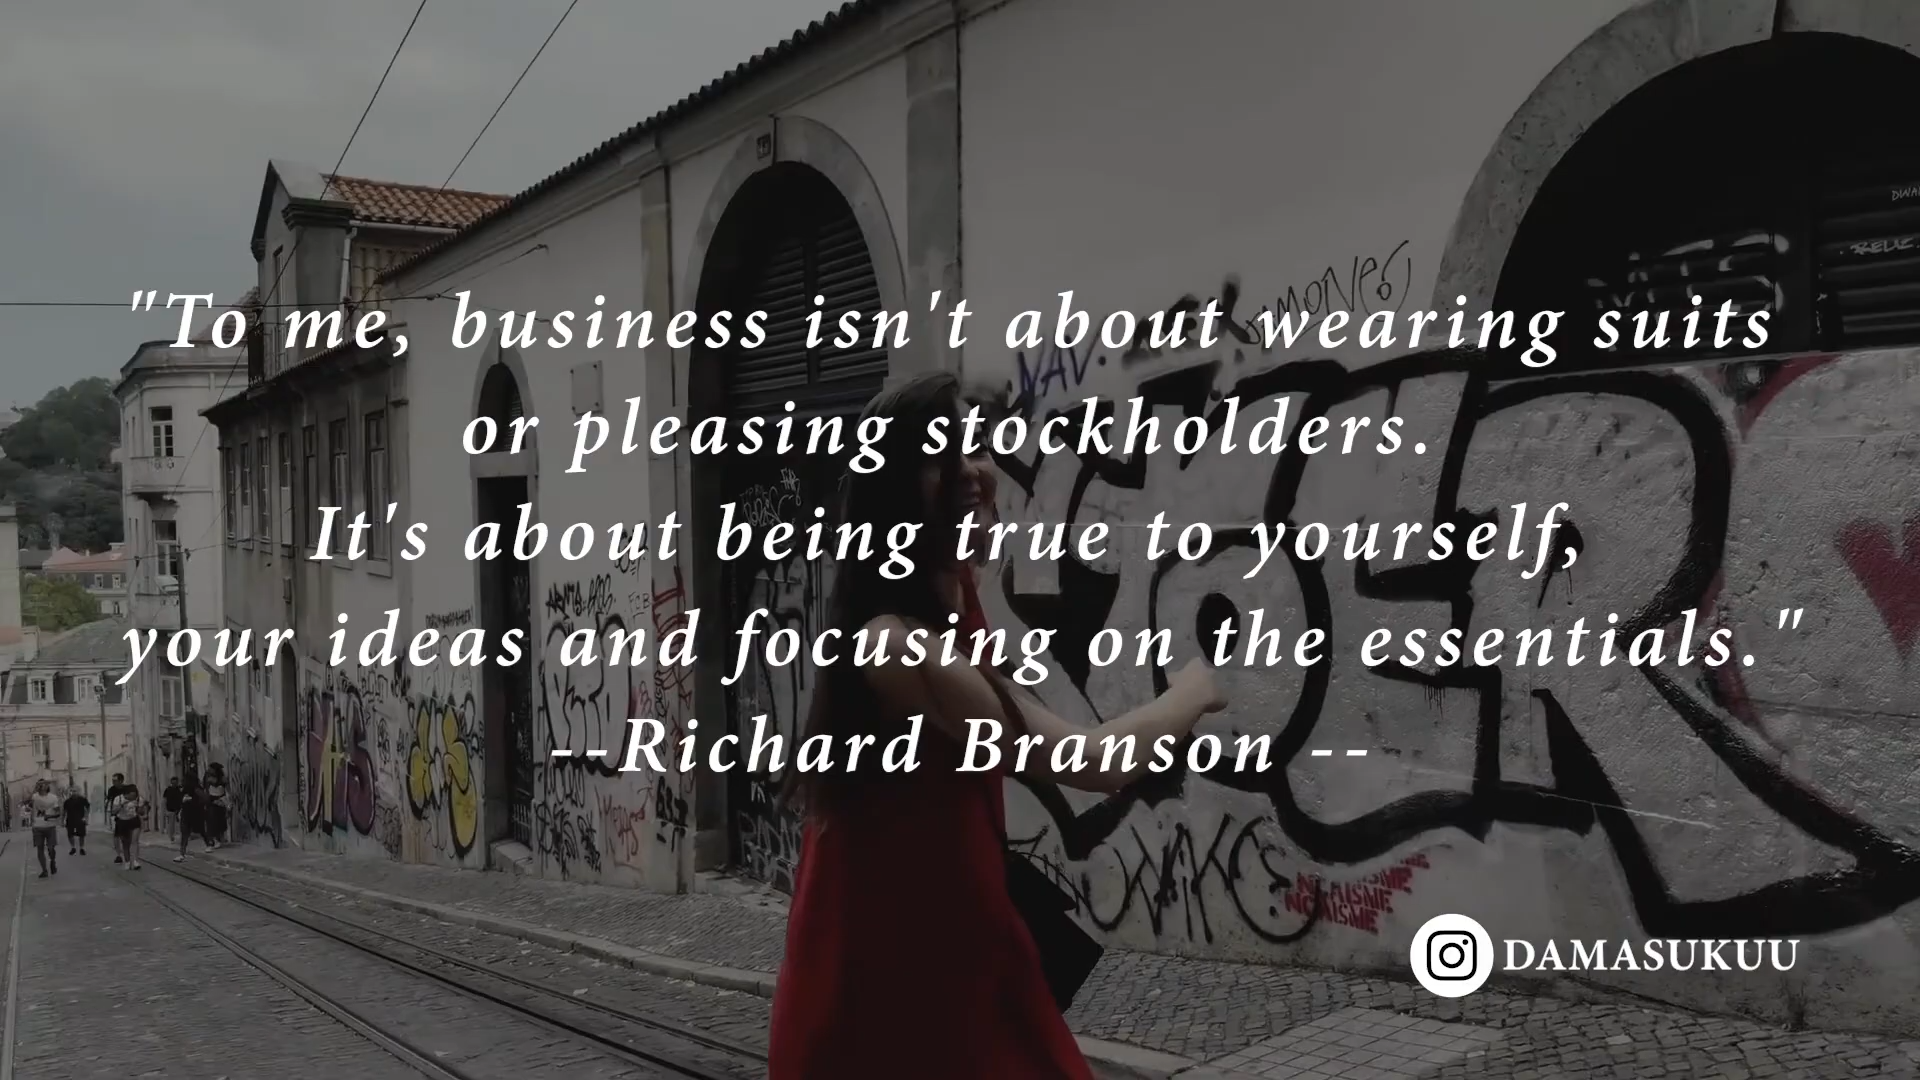 "To me, business isn't about wearing suits
or pleasing stockholders.
It's about being true to yourself,
your ideas and focusing on the essentials."
--Richard Branson --
DAMASUKUU
NAV.